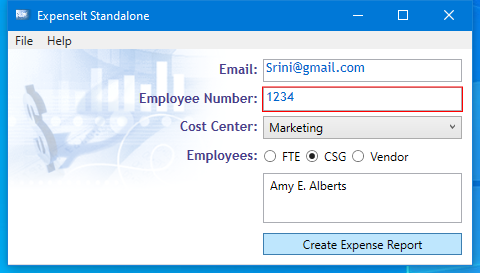 ExpenseIt Standalone
File Help
Email: Srini@gmail.com
Employee Number: 1234
Cost Center: Marketing
Employees: FTE CSG Vendor
Amy E. Alberts
Create Expense Report